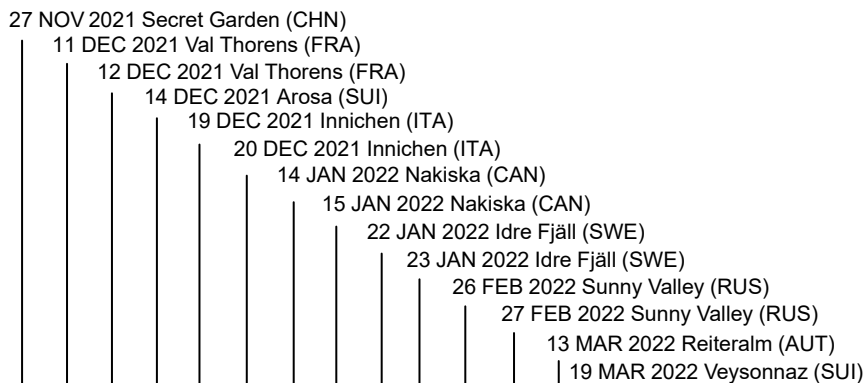 27 NOV 2021 Secret Garden (CHN)
11 DEC 2021 Val Thorens (FRA)
12 DEC 2021 Val Thorens (FRA)
14 DEC 2021 Arosa (SUI)
19 DEC 2021 Innichen (ITA)
20 DEC 2021 Innichen (ITA)
14 JAN 2022 Nakiska (CAN)
15 JAN 2022 Nakiska (CAN)
22 JAN 2022 Idre Fjäll (SWE)
23 JAN 2022 Idre Fjäll (SWE)
26 FEB 2022 Sunny Valley (RUS)
27 FEB 2022 Sunny Valley (RUS)
13 MAR 2022 Reiteralm (AUT)
19 MAR 2022 Veysonnaz (SUI)